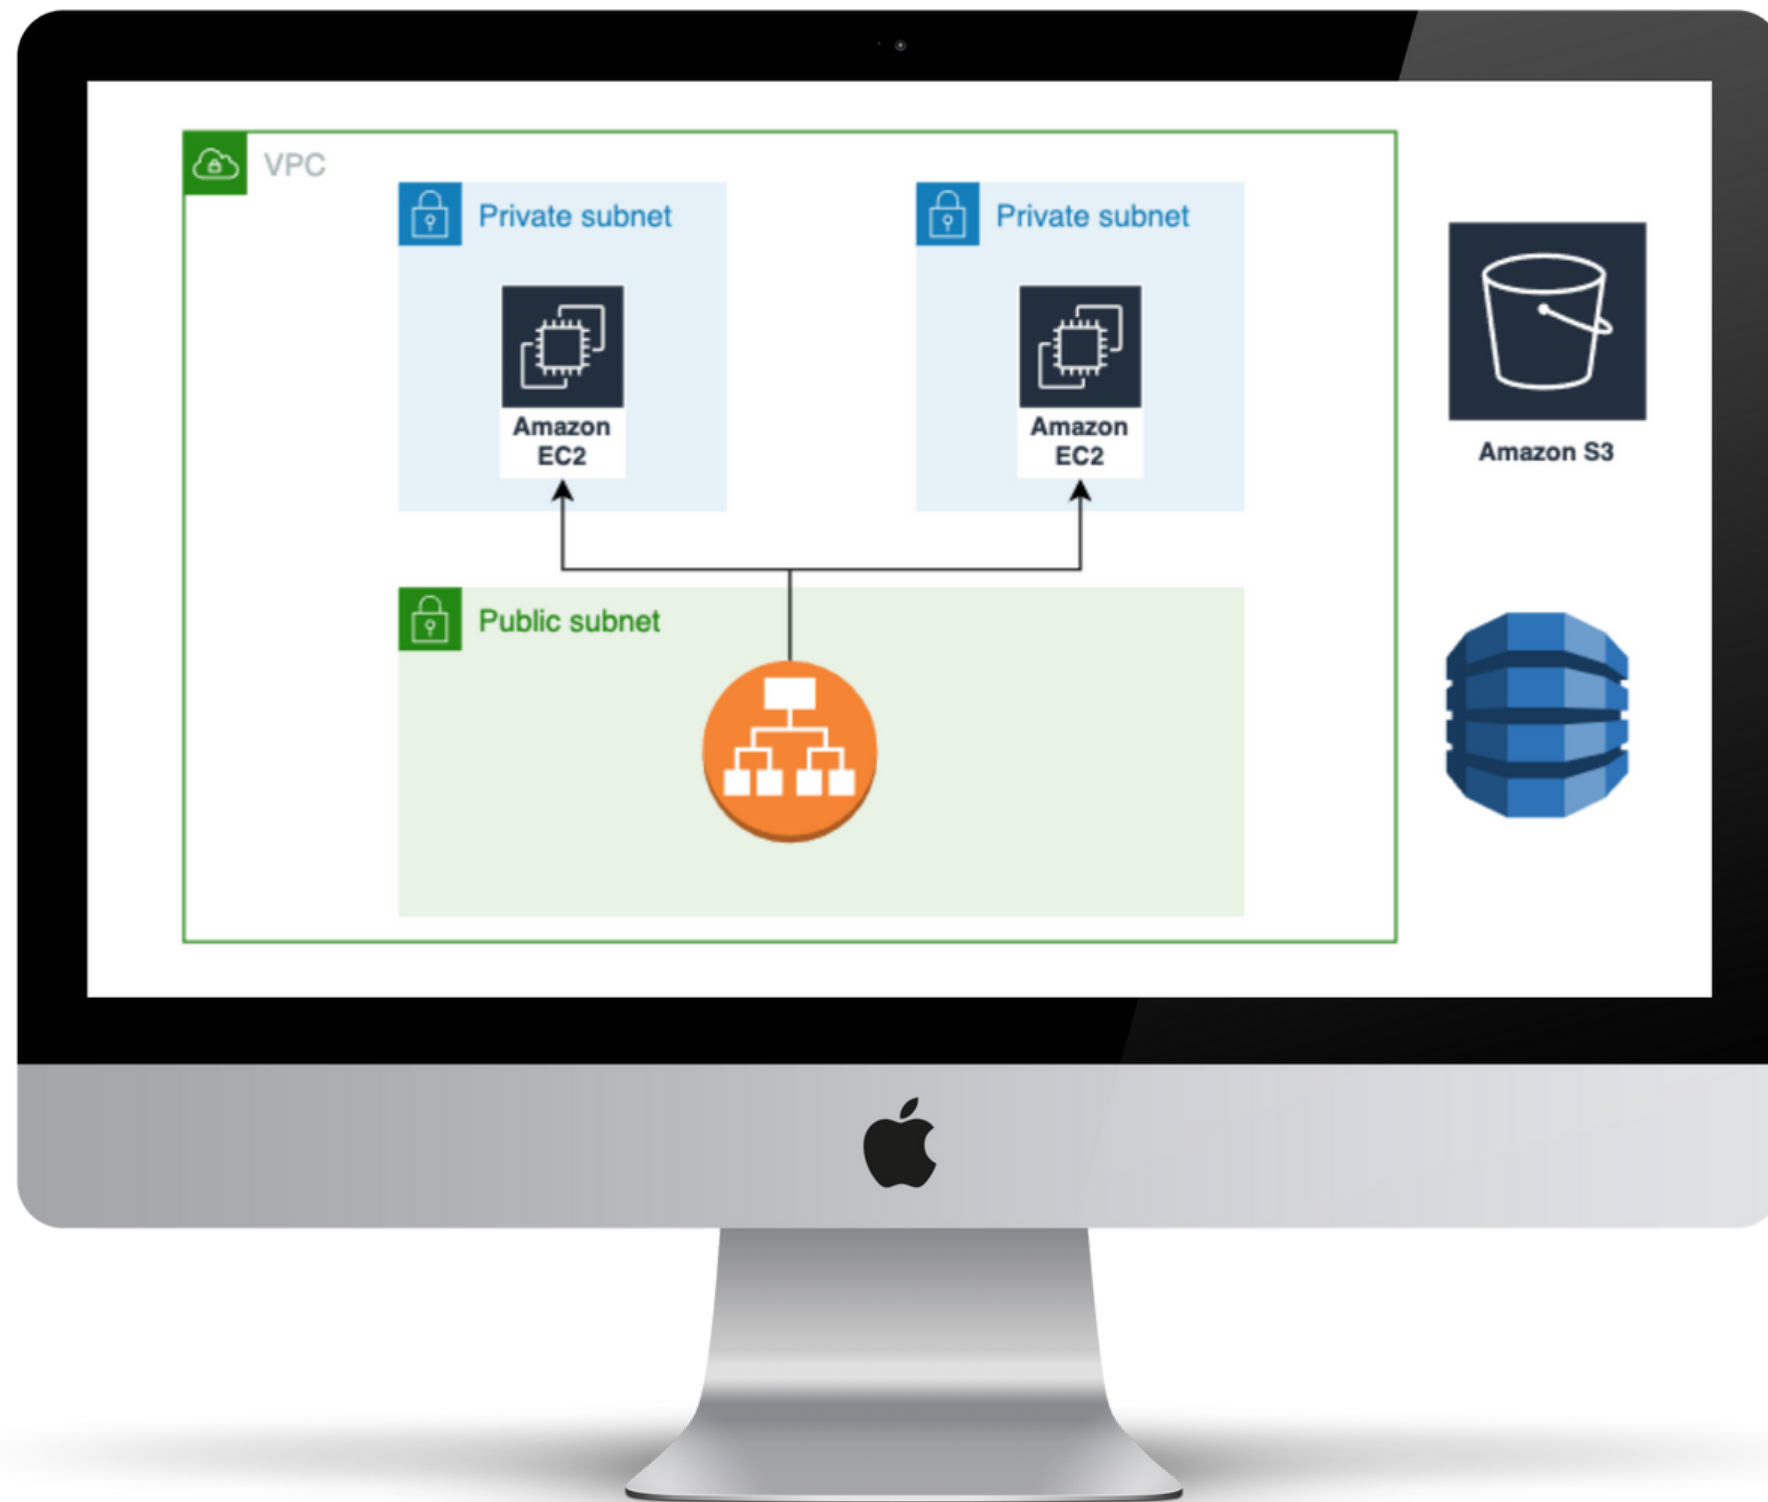 VPC
Private subnet
Private subnet
Amazon
EC2
Amazon
EC2
Amazon S3
Public subnet